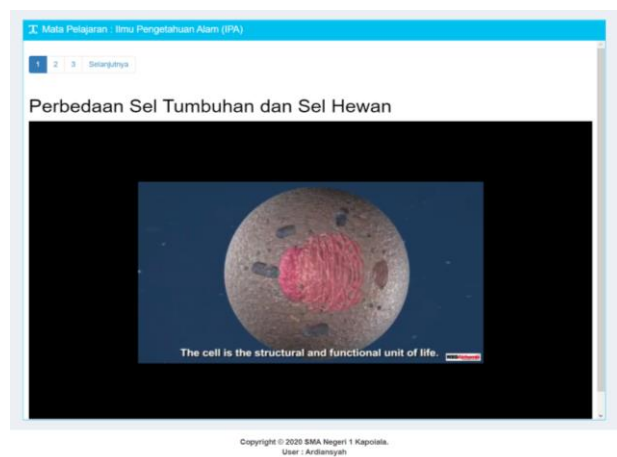 Mata Pelajaran : Ilmu Pengetahuan Alam (IPA)
1 2 3 Selanjutnya
Perbedaan Sel Tumbuhan dan Sel Hewan
The cell is the structural and functional unit of life.
Copyright © 2020 SMA Negeri 1 Kapoiala.
User : Ardiansyah